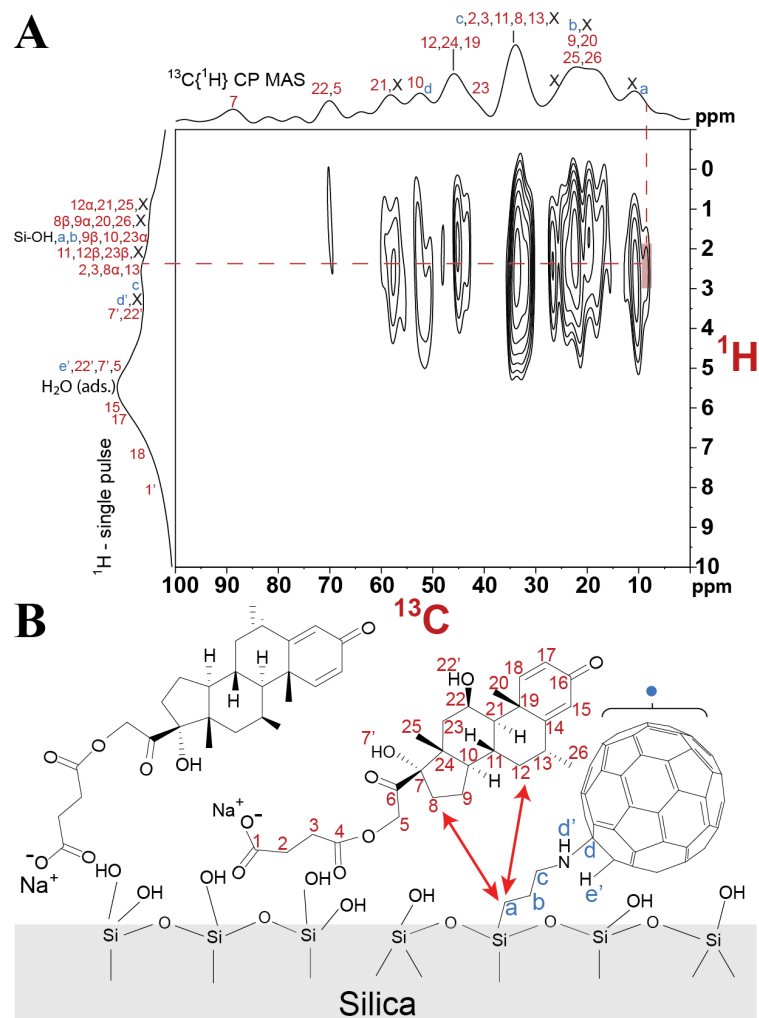 A
c,2,3,11,8,13,X
b,X
12,24,19
9,20
25,26
¹³C{¹H} CP MAS
22,5
21,X
10
d
23
X
X
a
7
ppm
0
1
2
3
4
5
6
7
8
9
10
¹H
12α,21,25,X
8β,9α,20,26,X
Si-OH,a,b,9β,10,23α
11,12β,23β,X
2,3,8α,13
c
d',X
7',22'
e',22',7',5
H₂O (ads.)
15
17
18
1'
¹H - single pulse
100 90 80 70 60 50 40 30 20 10 ppm
¹³C
B
O
H
H
H
O
O
OH
O
O
-O
Na⁺
22'
HO
22
20
18
17
16
O
15
19
14
21
H
23
25
H
11
13
26
12
7'
HO
24
10
H
7
O
6
8
9
5
Na⁺
O-
1
O
2
3
4
O
O
d'
H
N
d
H
e'
c
b
a
OH
OH
OH
OH
OH
OH
OH
OH
OH
Si
O
Si
O
Si
Si
O
Si
O
Si
O
Si
Silica